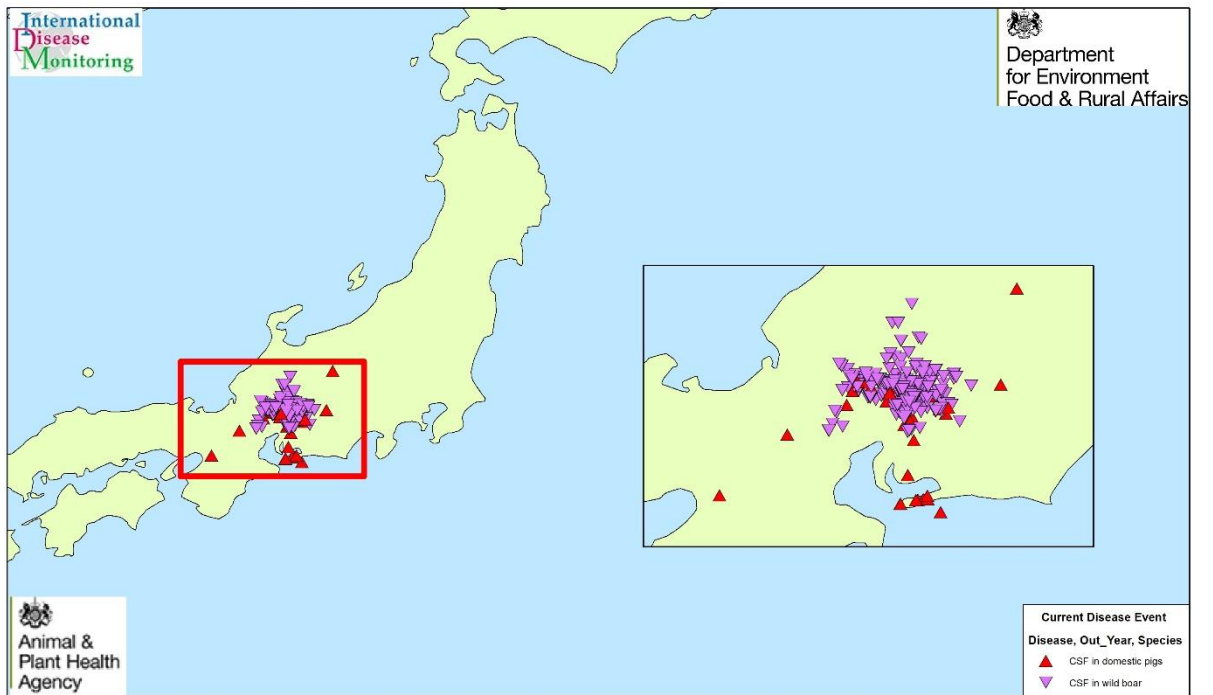 International
Disease
Monitoring
Department
for Environment
Food & Rural Affairs
Animal &
Plant Health
Agency
Current Disease Event
Disease, Out_Year, Species
CSF in domestic pigs
CSF in wild boar